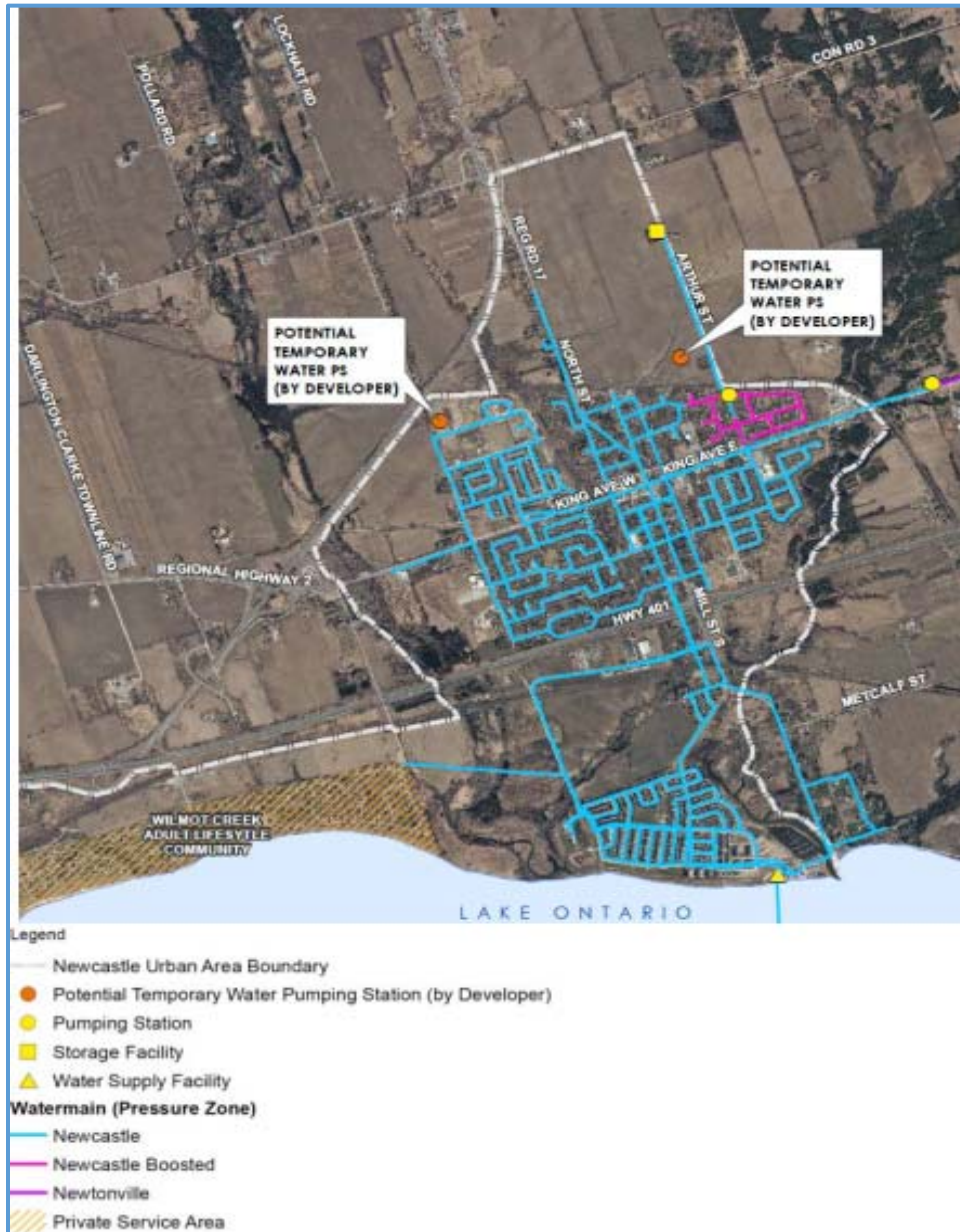 LOCKHART RD
POLLARD RD
CON RD 3
REG RD 17
ARTHUR ST
POTENTIAL
TEMPORARY
WATER PS
(BY DEVELOPER)
POTENTIAL
TEMPORARY
WATER PS
(BY DEVELOPER)
NORTH ST
DARLINGTON CLARKE TOWNLINE RD
KING AVE E
KING AVE W
REGIONAL HIGHWAY 2
HWY 401
MILL ST S
METCALF ST
WILMOT CREEK
ADULT LIFESYTLE
COMMUNITY
LAKE ONTARIO
Legend
Newcastle Urban Area Boundary
Potential Temporary Water Pumping Station (by Developer)
Pumping Station
Storage Facility
Water Supply Facility
Watermain (Pressure Zone)
Newcastle
Newcastle Boosted
Newtonville
Private Service Area